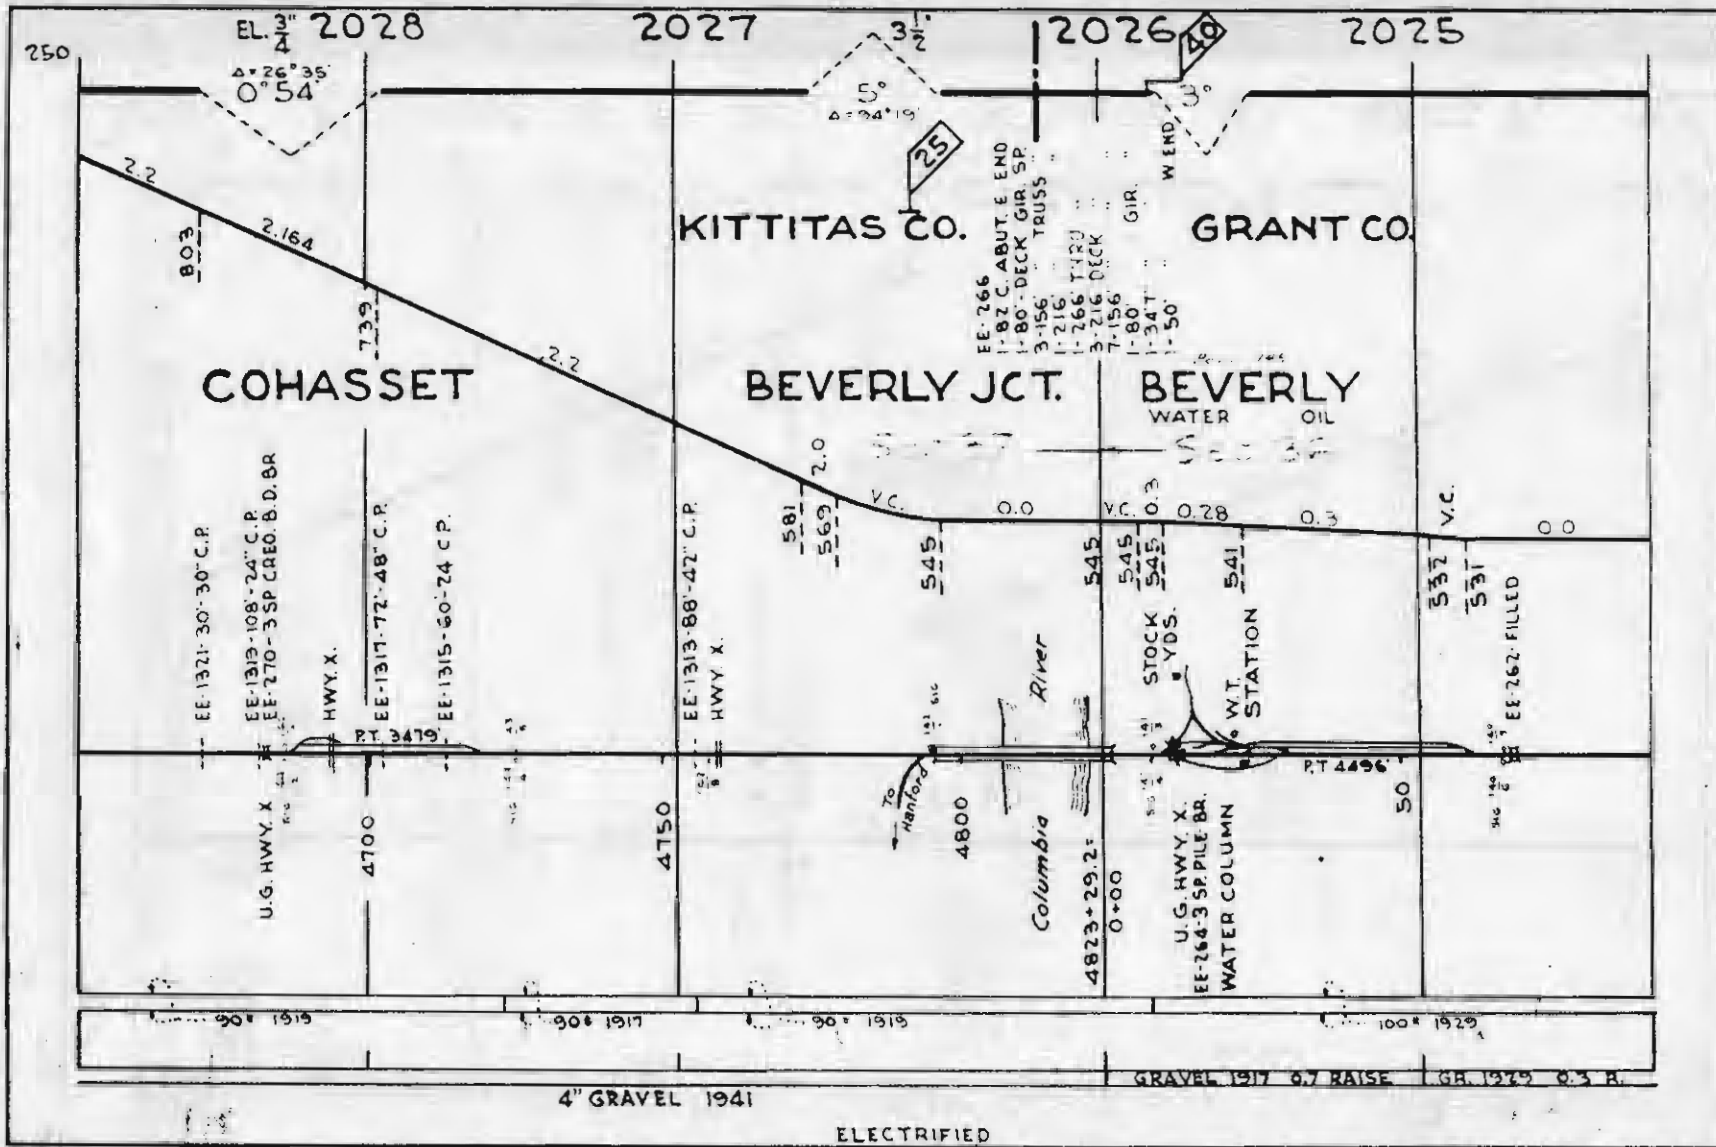 EL. 3/4" 2028 2027 3 1/2" 2026 40 2025
250
Δ=26°35'
0°54'
5°
Δ=94°19'
3°
25
2.2
803
2.164
739
2.2
KITTITAS CO.
GRANT CO.
EE-266
1-82 C. ABUT. E. END
1-80'-DECK GIR. SP.
3-156' " TRUSS "
1-216' " " "
1-266' THRU " "
3-216' DECK " "
7-156' " " "
1-80' " GIR. "
1-34'7" " "
1-50' " " W END
COHASSET
BEVERLY JCT.
BEVERLY
WATER OIL
2.0
581
569
V.C.
545
0.0
545
V.C.
545
0.3
545
0.28
541
0.3
532
V.C.
531
0.0
EE-1321-30'-30" C.P.
EE-1319-108'-24" C.P.
EE-270-3 SP. CREO. B.D. BR
HWY. X.
EE-1317-72'-48" C.P.
EE-1315-60'-24 C.P.
EE-1313-88'-42" C.P.
HWY. X.
P.T. 3479'
U.G. HWY. X
4700
4750
To Hanford
4800
Columbia River
4823+29.2=
0+00
STOCK YDS.
W.T.
STATION
U.G. HWY. X.
EE-264-3 SP. PILE BR.
WATER COLUMN
P.T 4496'
50
EE-262-FILLED
90# 1919
90# 1917
90# 1919
100# 1929
GRAVEL 1917 0.7 RAISE
GR. 1929 0.3 R.
4" GRAVEL 1941
ELECTRIFIED